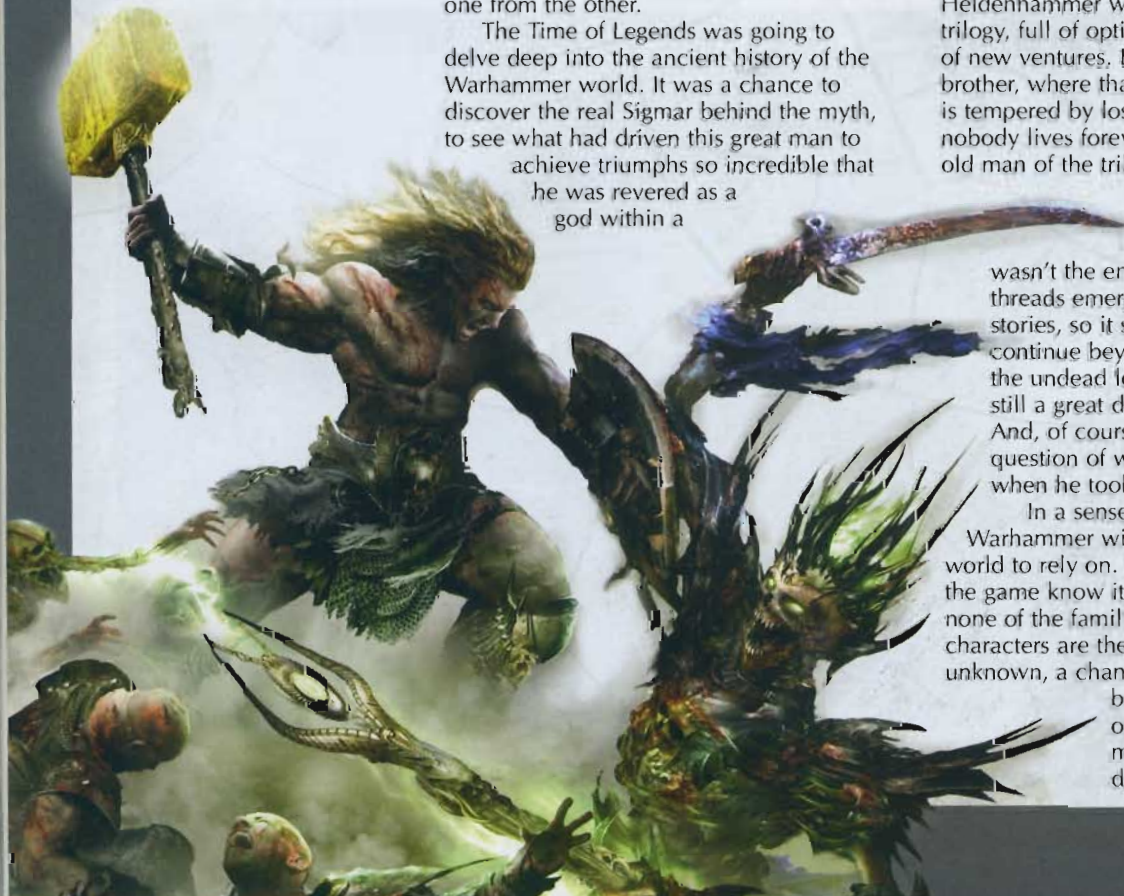 one from the other.
The Time of Legends was going to
delve deep into the ancient history of the
Warhammer world. It was a chance to
discover the real Sigmar behind the myth,
to see what had driven this great man to
achieve triumphs so incredible that
he was revered as a
god within a
Heldenhammer w
trilogy, full of opti
of new ventures.
brother, where tha
is tempered by los
nobody lives forev
old man of the tri
wasn't the en
threads emer
stories, so it s
continue bey
the undead l
still a great d
And, of cours
question of w
when he took
In a sense
Warhammer wi
world to rely on.
the game know it
none of the famil
characters are the
unknown, a chan
b
o
m
d